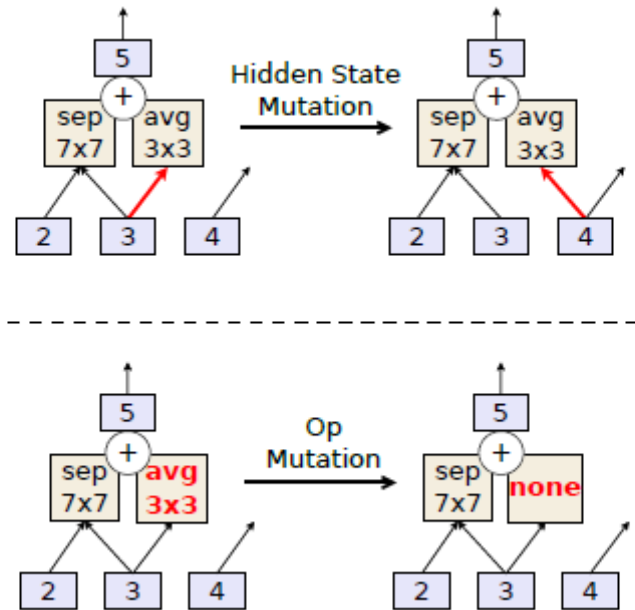 5
5
Hidden State
Mutation
+
+
sep
avg
sep
avg
7x7
3x3
7x7
3x3
2
3
4
2
3
4
5
5
Op
Mutation
+
+
sep
avg
sep
none
7x7
3x3
7x7
2
3
4
2
3
4